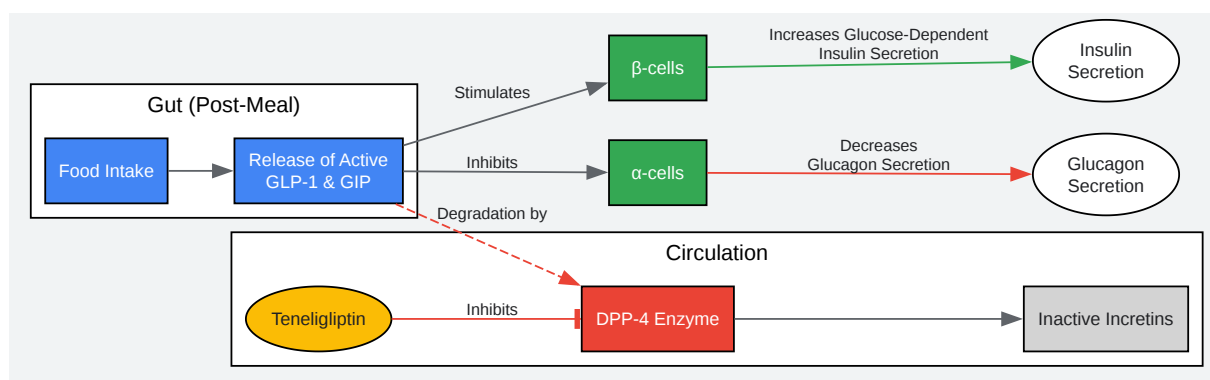 Gut (Post-Meal)
Food Intake
Release of Active
GLP-1 & GIP
Stimulates
β-cells
Increases Glucose-Dependent
Insulin Secretion
Insulin
Secretion
Inhibits
α-cells
Decreases
Glucagon Secretion
Glucagon
Secretion
Degradation by
Circulation
Teneligliptin
Inhibits
DPP-4 Enzyme
Inactive Incretins